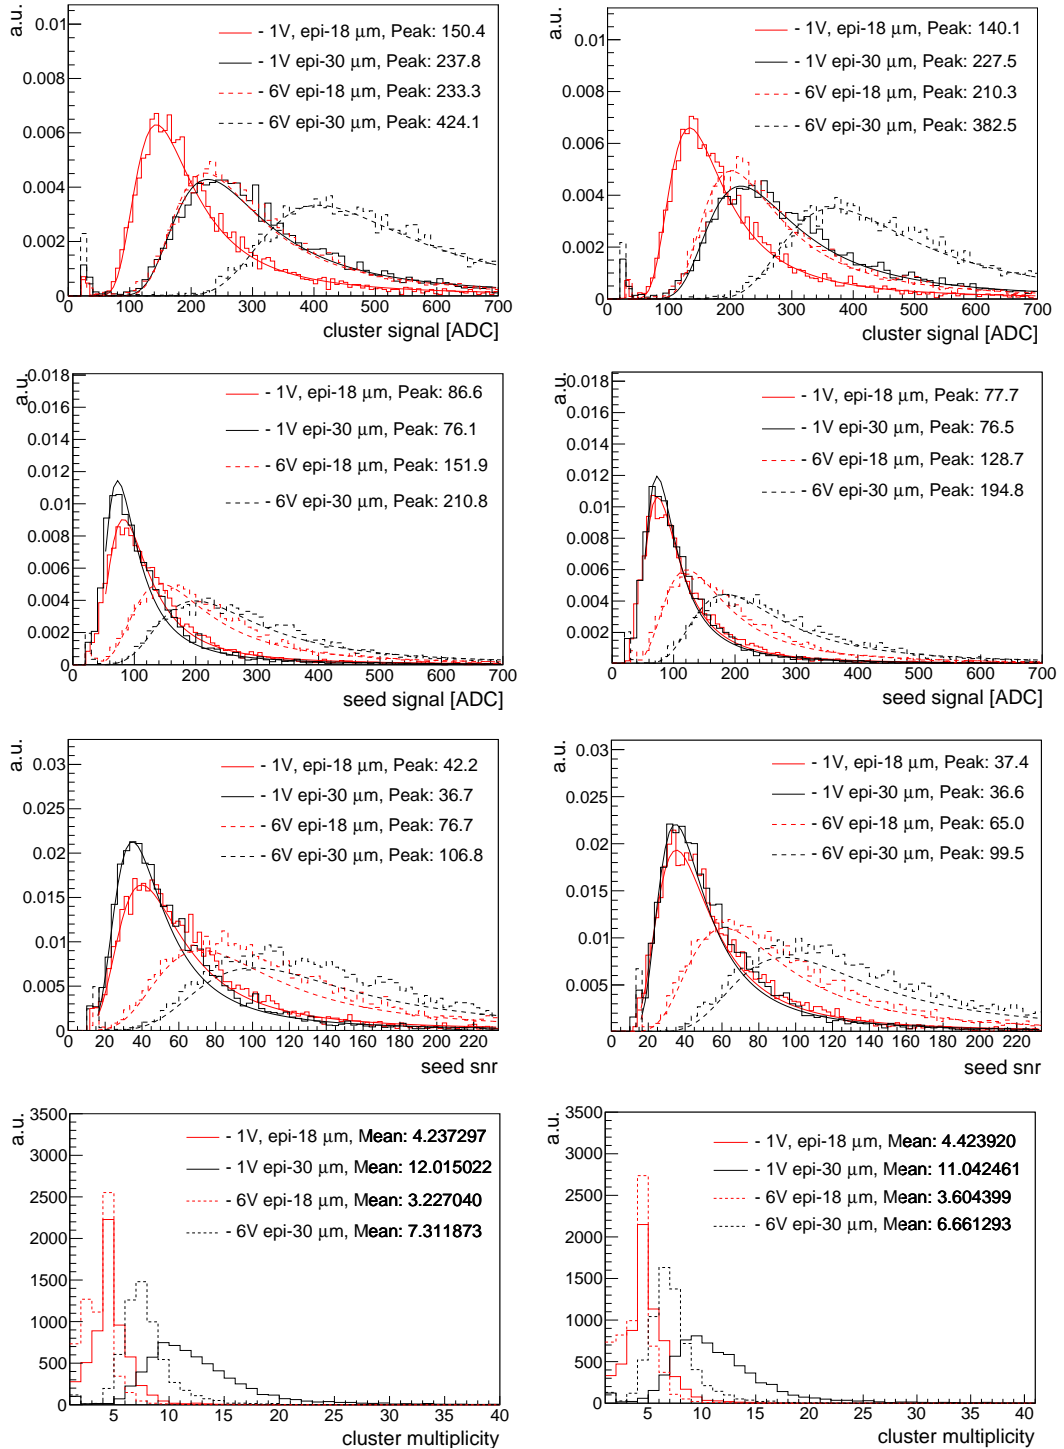 a.u.
0.01
0.008
0.006
0.004
0.002
0
- 1V, epi-18 μm, Peak: 150.4
- 1V epi-30 μm, Peak: 237.8
- 6V epi-18 μm, Peak: 233.3
- 6V epi-30 μm, Peak: 424.1
0 100 200 300 400 500 600 700
cluster signal [ADC]
a.u.
0.01
0.008
0.006
0.004
0.002
0
- 1V, epi-18 μm, Peak: 140.1
- 1V epi-30 μm, Peak: 227.5
- 6V epi-18 μm, Peak: 210.3
- 6V epi-30 μm, Peak: 382.5
0 100 200 300 400 500 600 700
cluster signal [ADC]
a.u.
0.018
0.016
0.014
0.012
0.01
0.008
0.006
0.004
0.002
0
- 1V, epi-18 μm, Peak: 86.6
- 1V epi-30 μm, Peak: 76.1
- 6V epi-18 μm, Peak: 151.9
- 6V epi-30 μm, Peak: 210.8
0 100 200 300 400 500 600 700
seed signal [ADC]
a.u.
0.018
0.016
0.014
0.012
0.01
0.008
0.006
0.004
0.002
0
- 1V, epi-18 μm, Peak: 77.7
- 1V epi-30 μm, Peak: 76.5
- 6V epi-18 μm, Peak: 128.7
- 6V epi-30 μm, Peak: 194.8
0 100 200 300 400 500 600 700
seed signal [ADC]
a.u.
0.03
0.025
0.02
0.015
0.01
0.005
0
- 1V, epi-18 μm, Peak: 42.2
- 1V epi-30 μm, Peak: 36.7
- 6V epi-18 μm, Peak: 76.7
- 6V epi-30 μm, Peak: 106.8
0 20 40 60 80 100 120 140 160 180 200 220
seed snr
a.u.
0.03
0.025
0.02
0.015
0.01
0.005
0
- 1V, epi-18 μm, Peak: 37.4
- 1V epi-30 μm, Peak: 36.6
- 6V epi-18 μm, Peak: 65.0
- 6V epi-30 μm, Peak: 99.5
0 20 40 60 80 100 120 140 160 180 200 220
seed snr
a.u.
3500
3000
2500
2000
1500
1000
500
0
- 1V, epi-18 μm, Mean: 4.237297
- 1V epi-30 μm, Mean: 12.015022
- 6V epi-18 μm, Mean: 3.227040
- 6V epi-30 μm, Mean: 7.311873
5 10 15 20 25 30 35 40
cluster multiplicity
a.u.
3500
3000
2500
2000
1500
1000
500
0
- 1V, epi-18 μm, Mean: 4.423920
- 1V epi-30 μm, Mean: 11.042461
- 6V epi-18 μm, Mean: 3.604399
- 6V epi-30 μm, Mean: 6.661293
5 10 15 20 25 30 35 40
cluster multiplicity